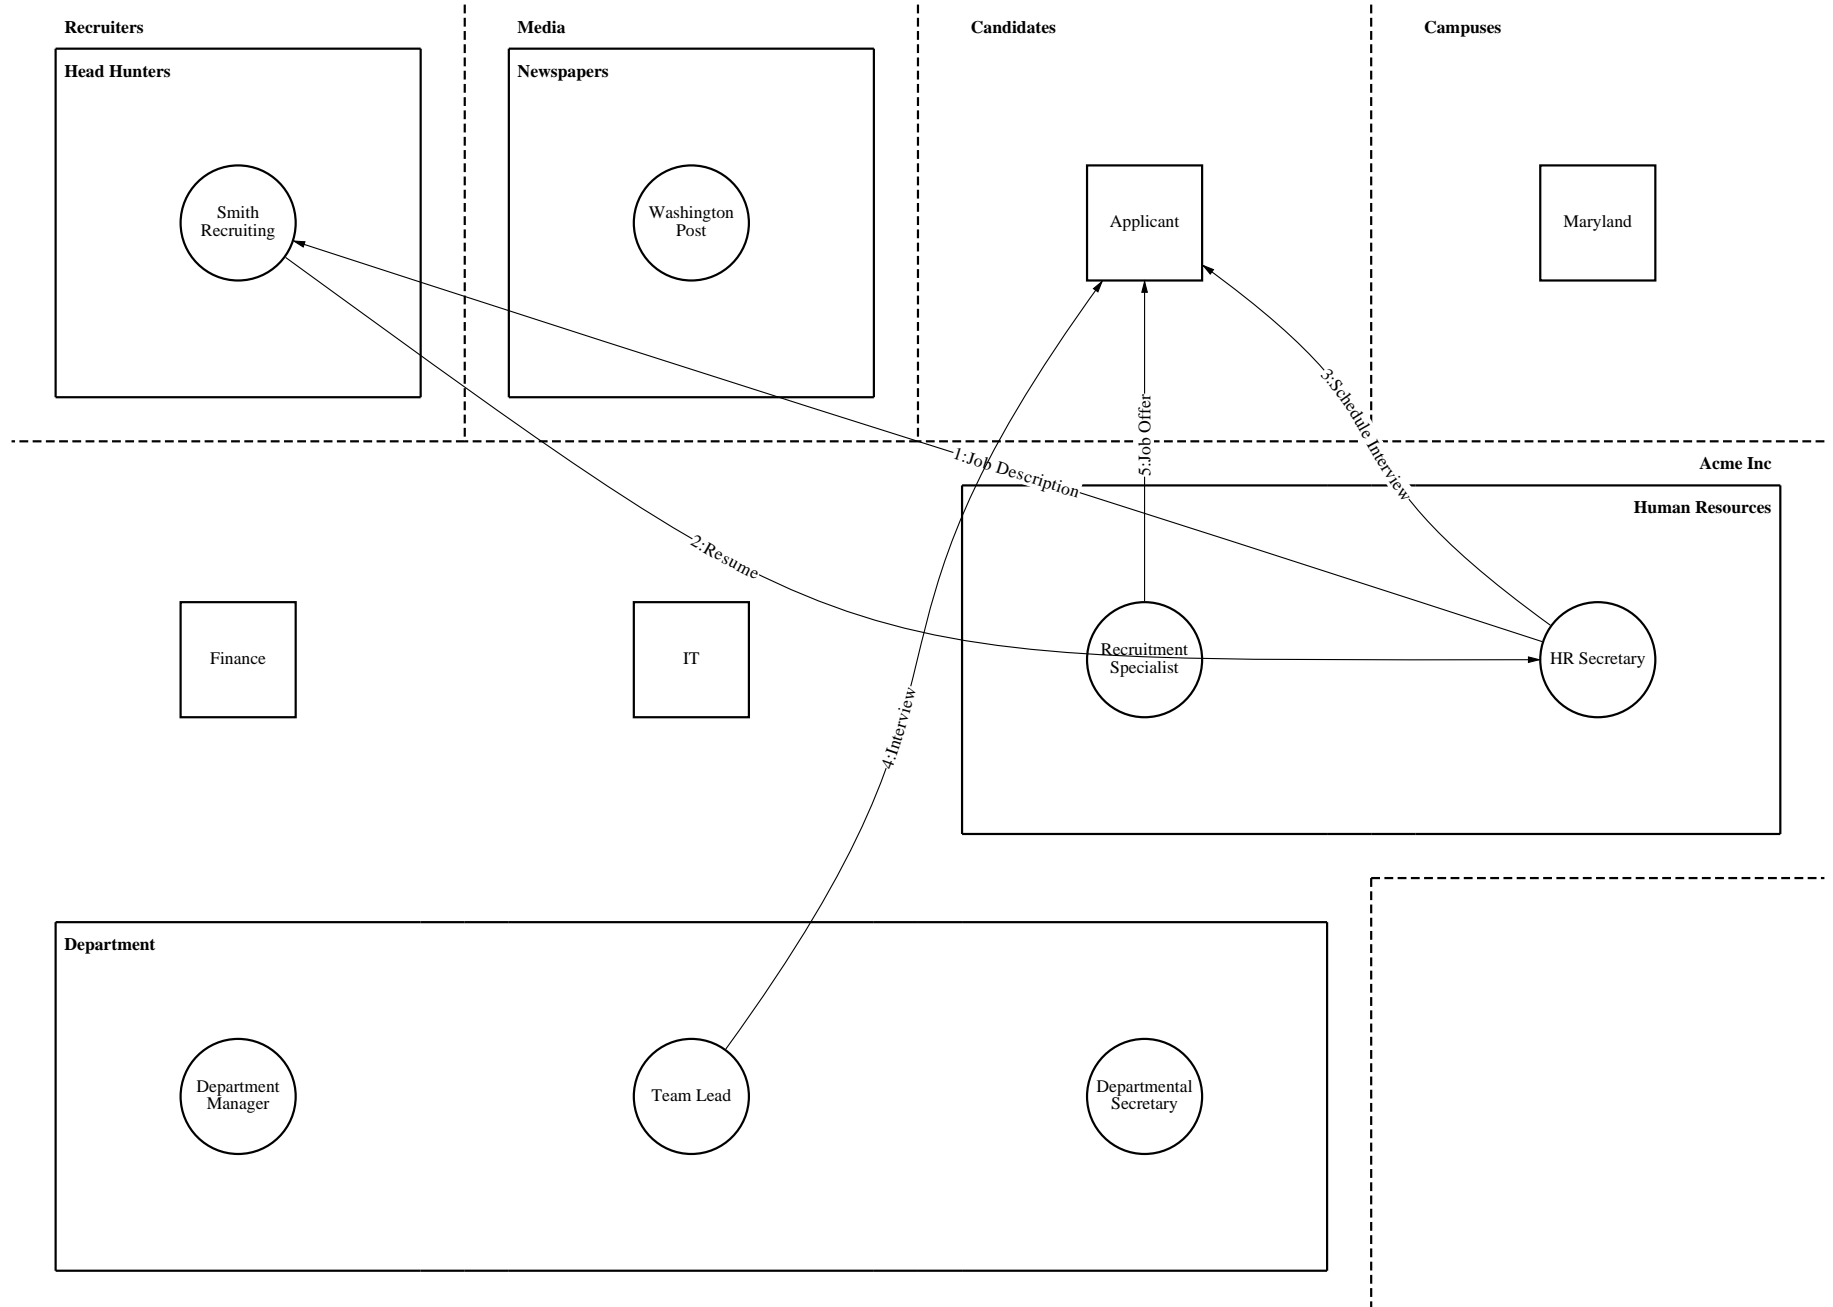 Recruiters
Media
Candidates
Campuses
Head Hunters
Newspapers
Smith
Recruiting
Washington
Post
Applicant
Maryland
3:Schedule Interview
5:Job Offer
1:Job Description
Acme Inc
Human Resources
2:Resume
Finance
IT
Recruitment
Specialist
HR Secretary
4:Interview
Department
Department
Manager
Team Lead
Departmental
Secretary